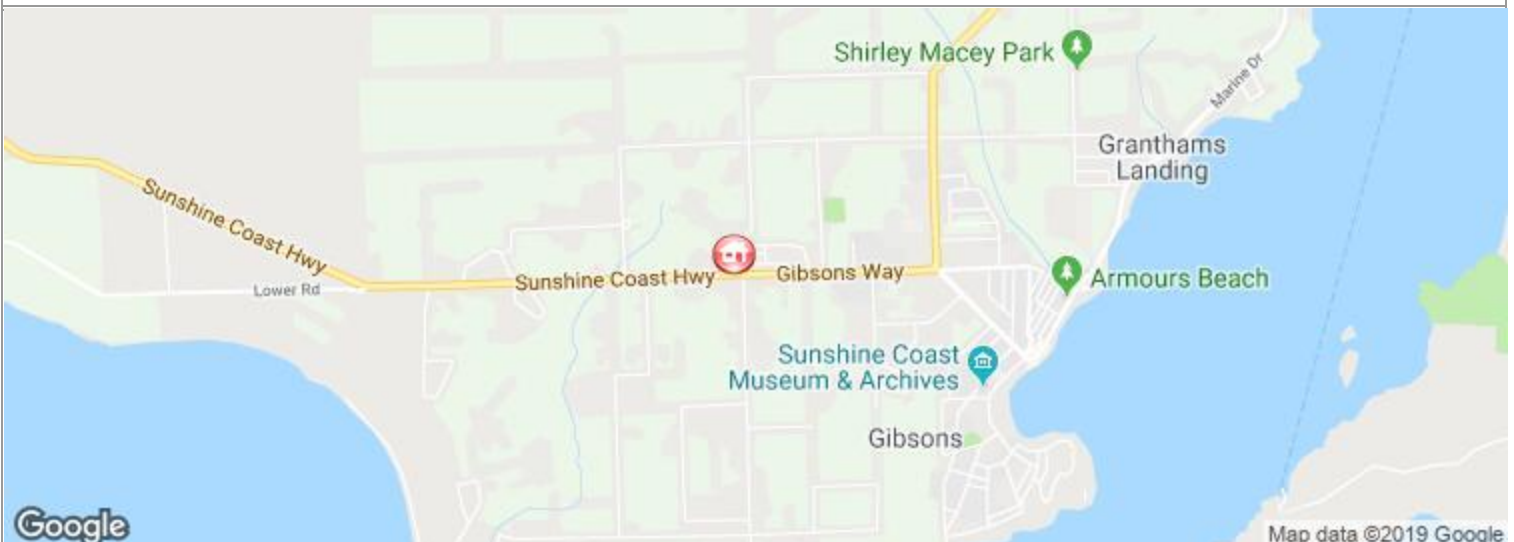 Shirley Macey Park
Marine Dr
Granthams
Landing
Sunshine Coast Hwy
Sunshine Coast Hwy
Gibsons Way
Lower Rd
Armours Beach
Sunshine Coast
Museum & Archives
Gibsons
Google
Map data ©2019 Google